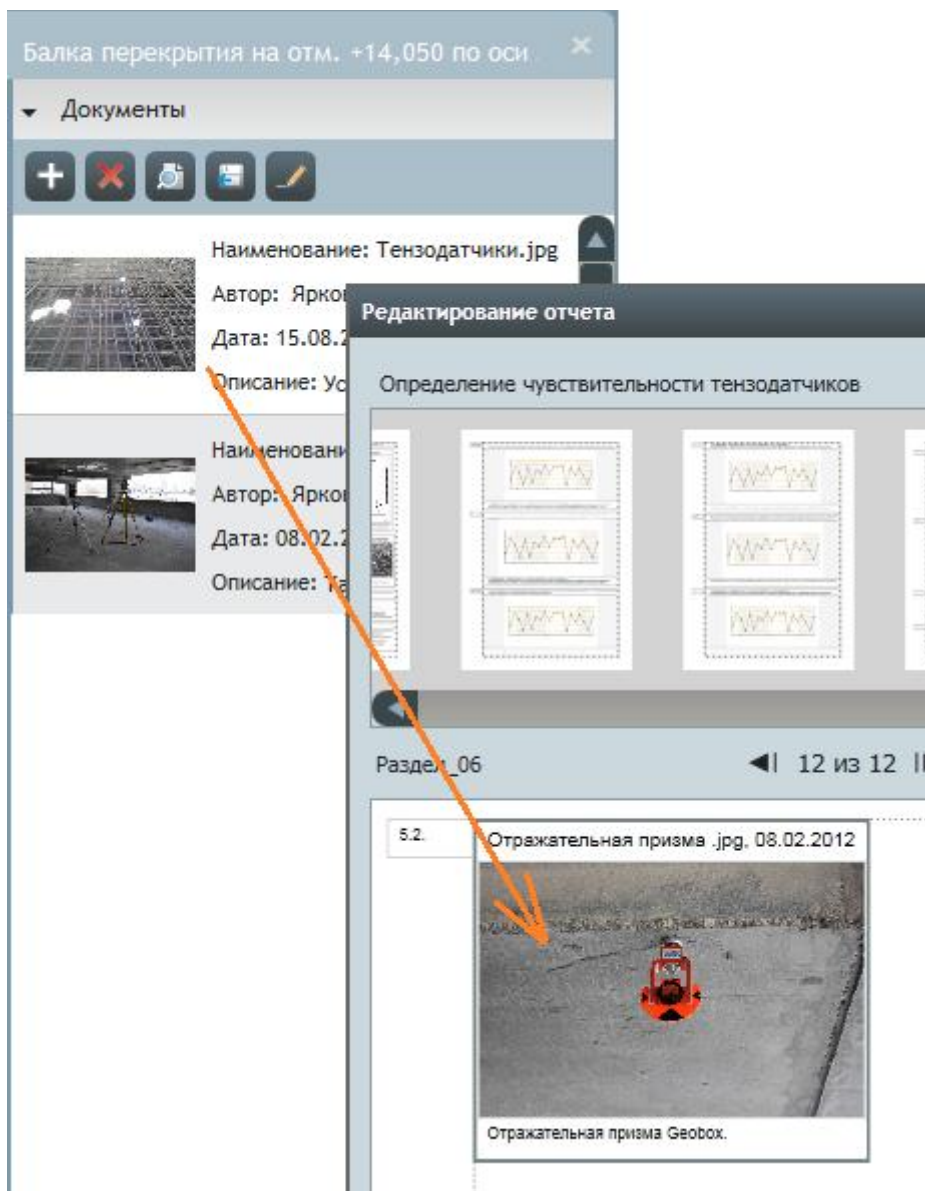 Балка перекрытия на отм. +14,050 по оси
Документы
Наименование: Тензодатчики.jpg
Автор: Ярко
Дата: 15.08.2
Описание: Ус
Наименовани
Автор: Ярко
Дата: 08.02.2
Описание: Та
Редактирование отчета
Определение чувствительности тензодатчиков
Раздел_06
12 из 12
5.2.
Отражательная призма .jpg, 08.02.2012
Отражательная призма Geobox.